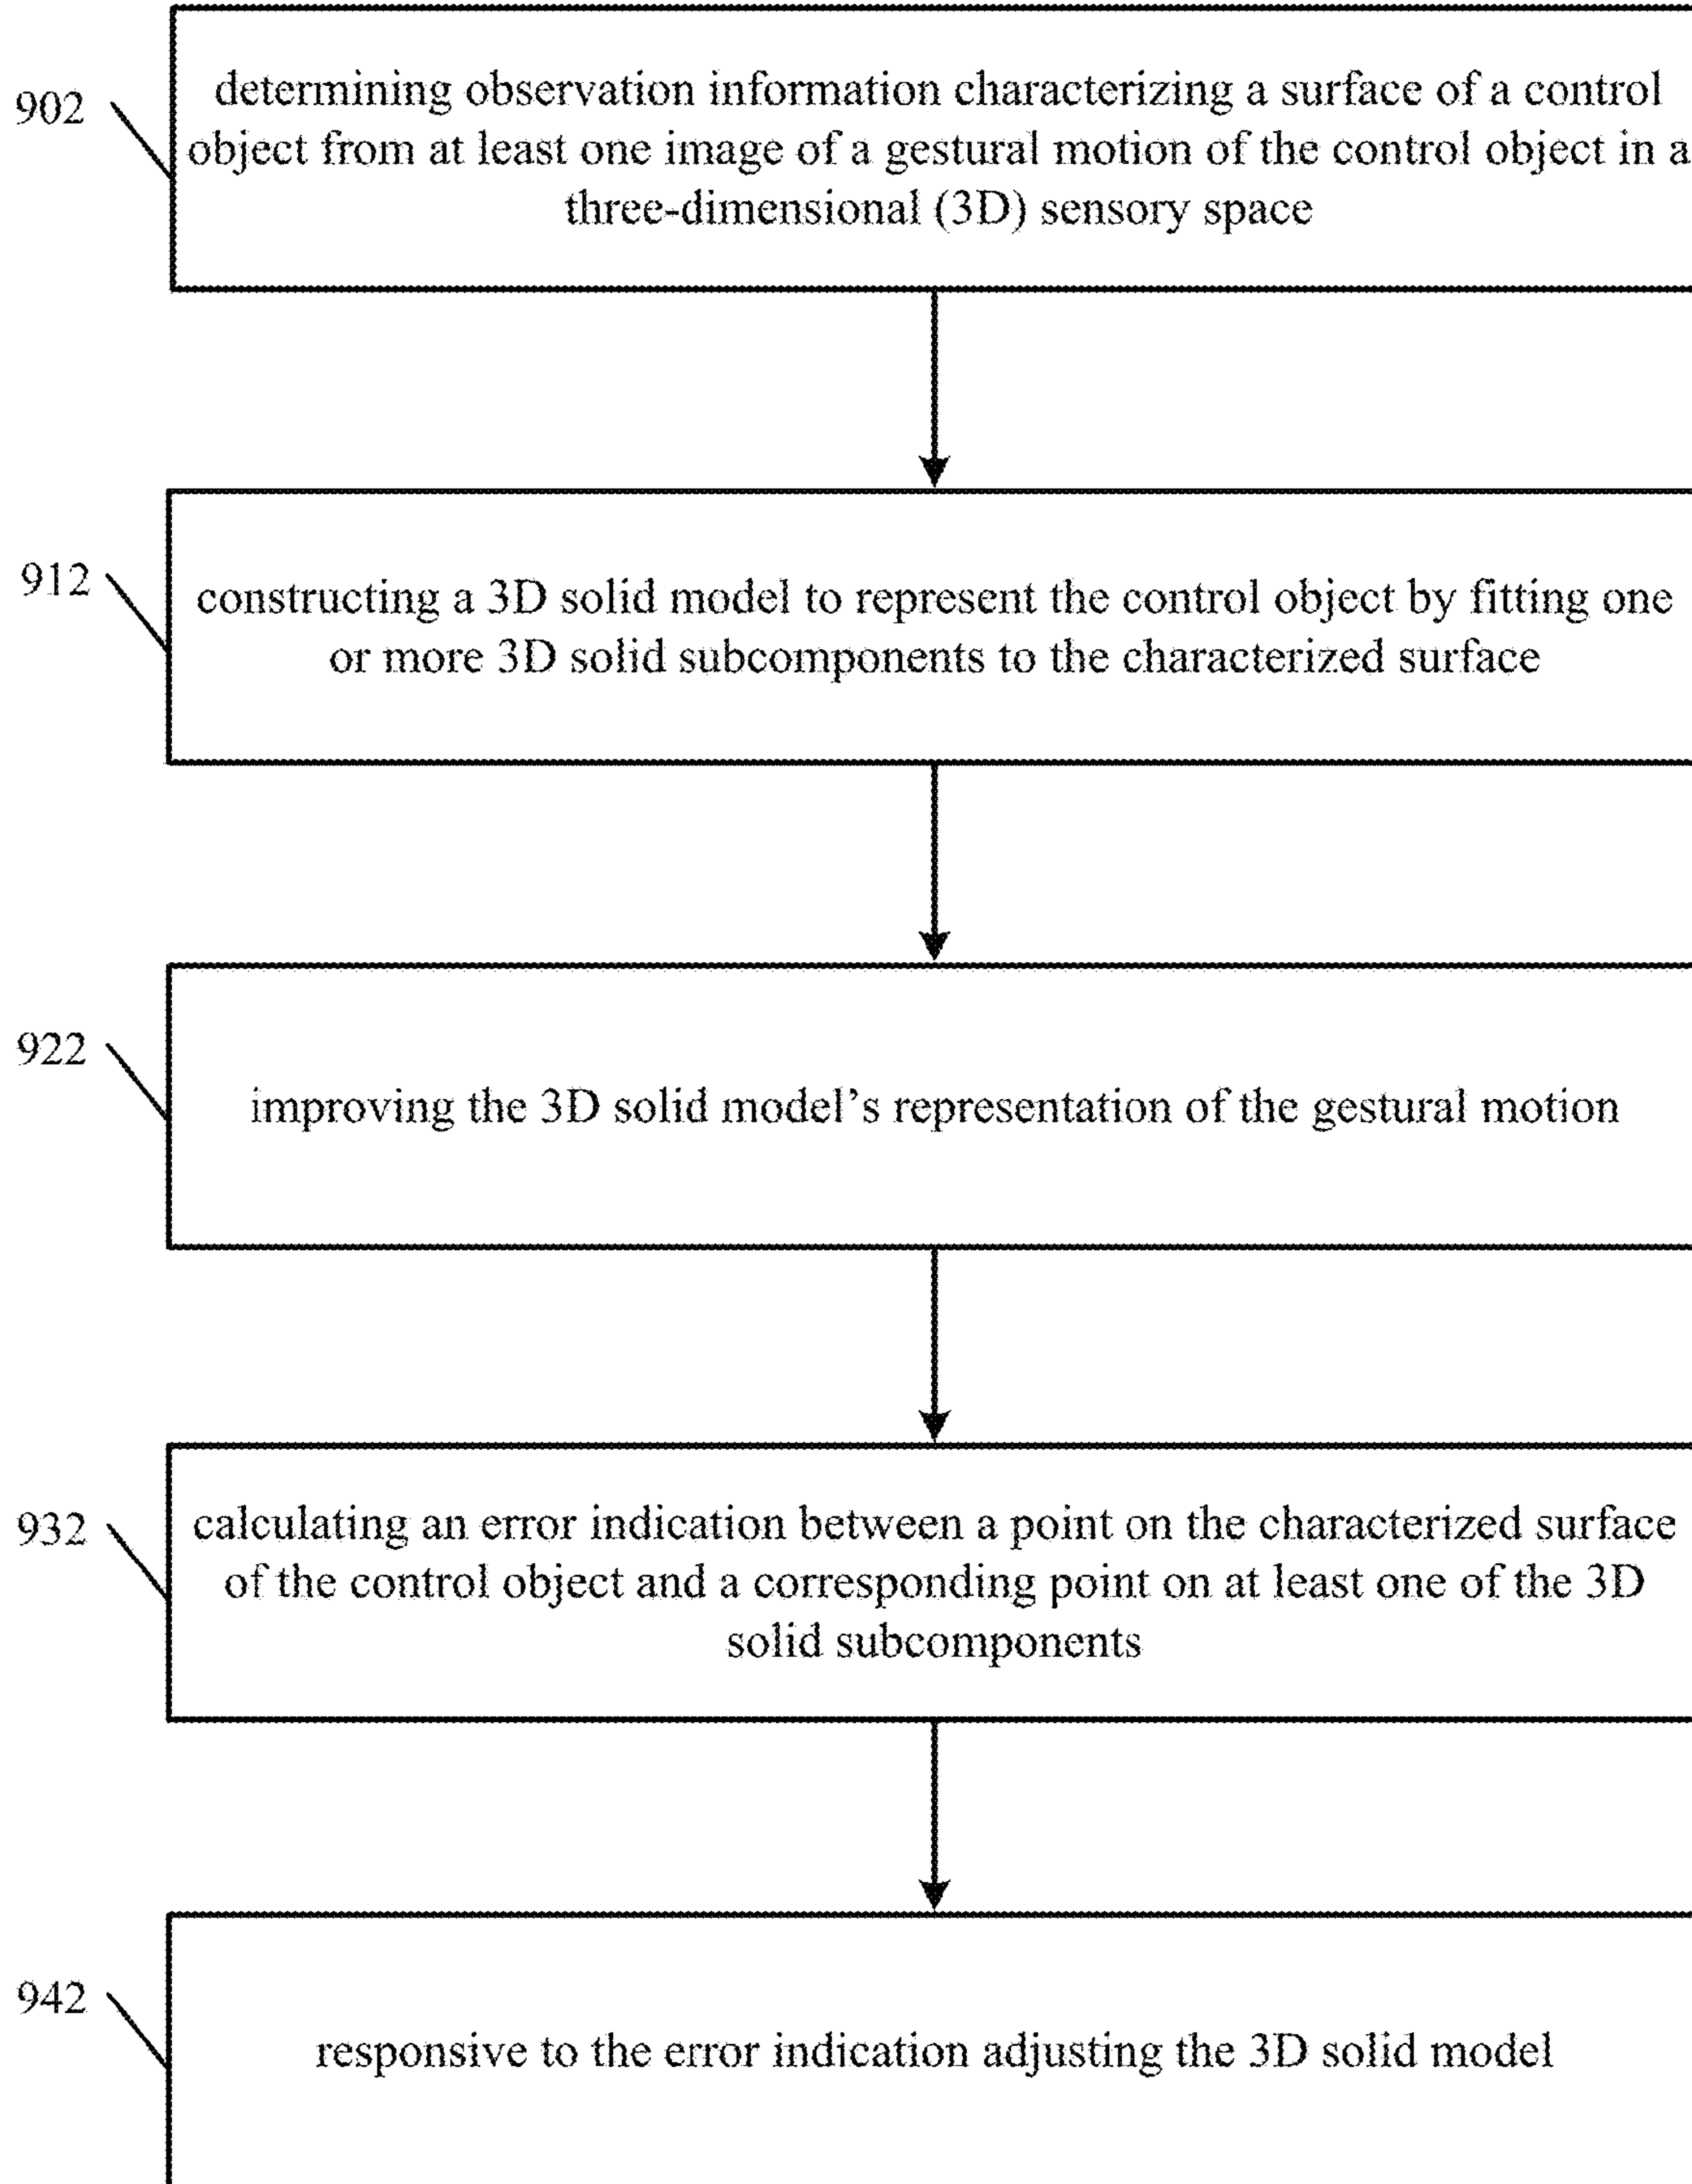 902
determining observation information characterizing a surface of a control
object from at least one image of a gestural motion of the control object in a
three-dimensional (3D) sensory space
912
constructing a 3D solid model to represent the control object by fitting one
or more 3D solid subcomponents to the characterized surface
922
improving the 3D solid model’s representation of the gestural motion
932
calculating an error indication between a point on the characterized surface
of the control object and a corresponding point on at least one of the 3D
solid subcomponents
942
responsive to the error indication adjusting the 3D solid model